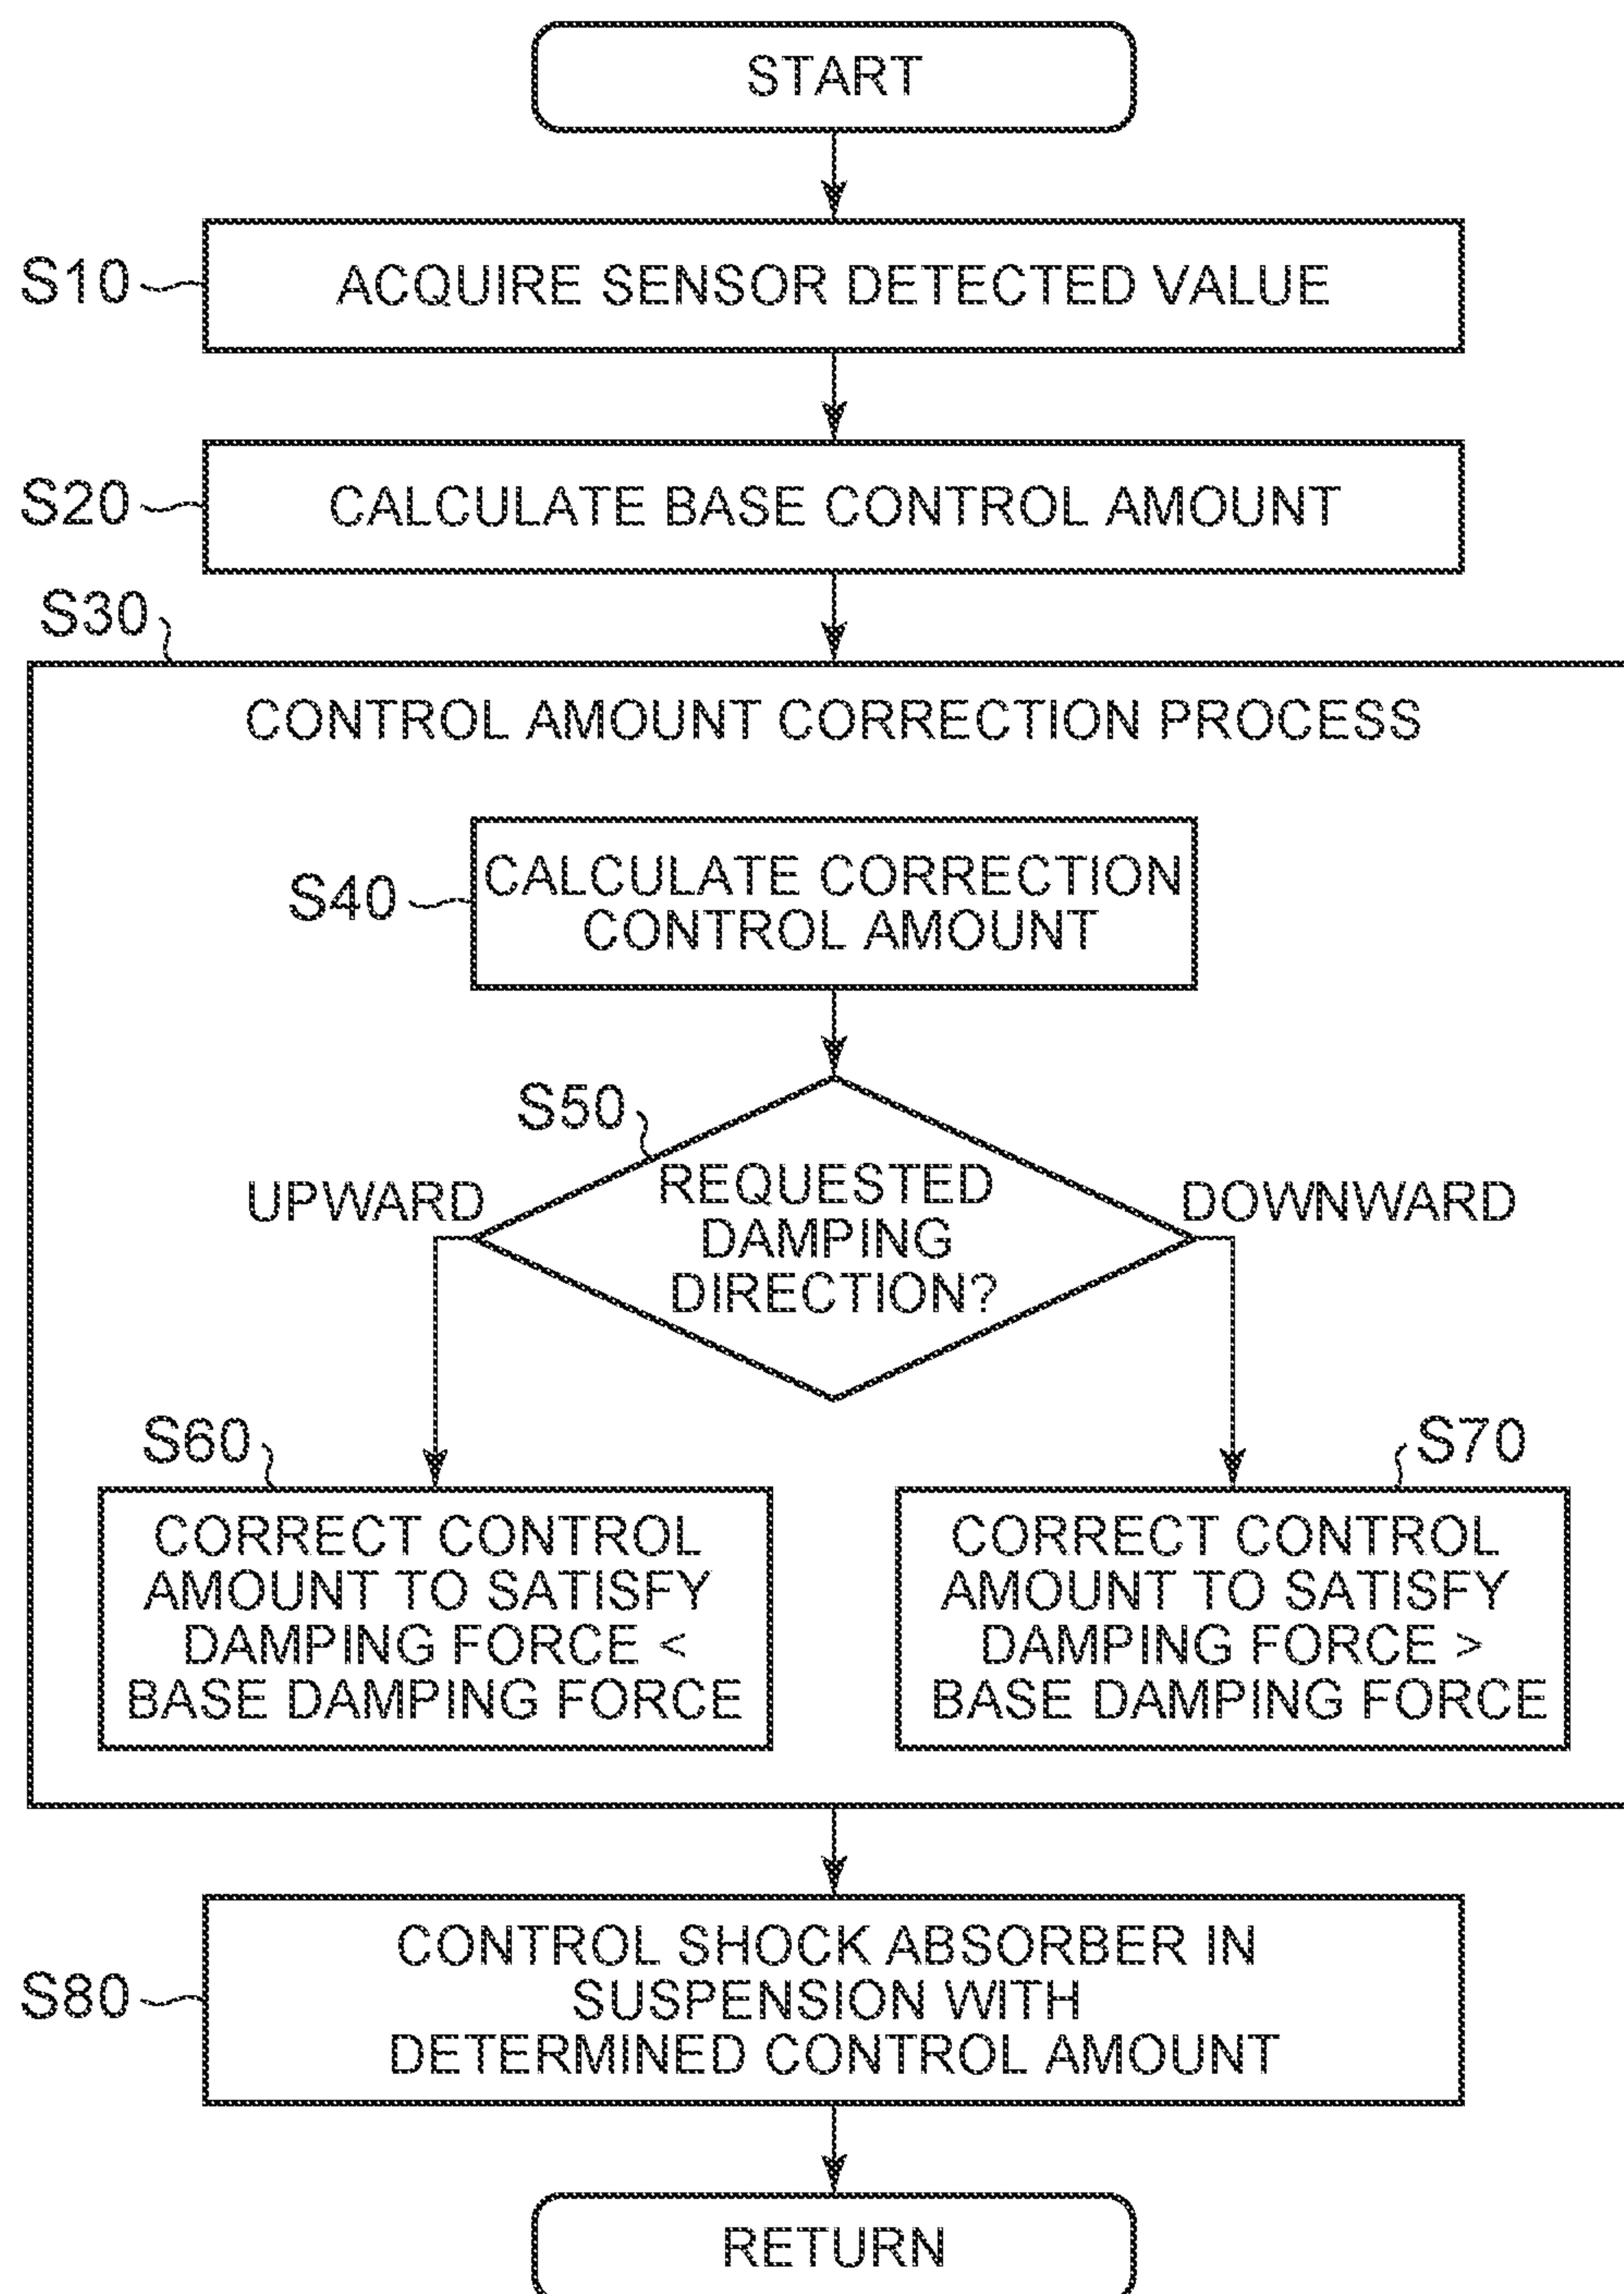 START
S10
ACQUIRE SENSOR DETECTED VALUE
S20
CALCULATE BASE CONTROL AMOUNT
S30
CONTROL AMOUNT CORRECTION PROCESS
S40
CALCULATE CORRECTION
CONTROL AMOUNT
S50
REQUESTED
DAMPING
DIRECTION?
UPWARD
DOWNWARD
S60
CORRECT CONTROL
AMOUNT TO SATISFY
DAMPING FORCE <
BASE DAMPING FORCE
S70
CORRECT CONTROL
AMOUNT TO SATISFY
DAMPING FORCE >
BASE DAMPING FORCE
S80
CONTROL SHOCK ABSORBER IN
SUSPENSION WITH
DETERMINED CONTROL AMOUNT
RETURN